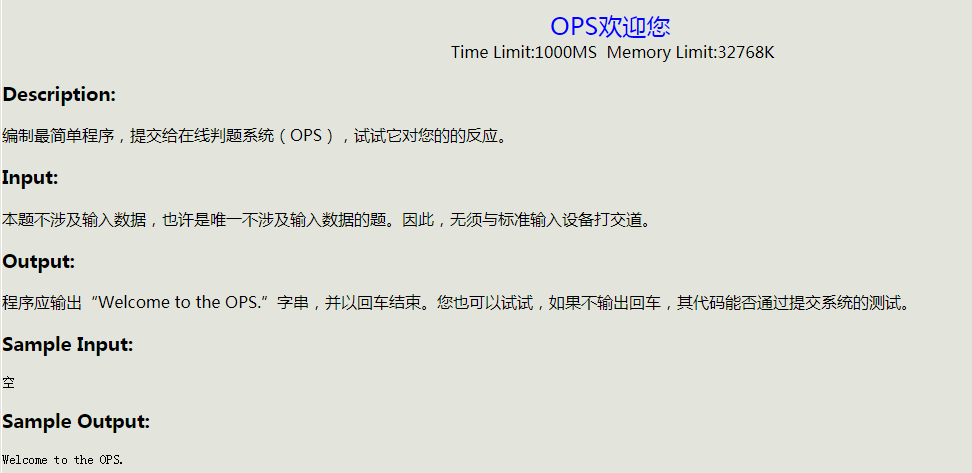 OPS欢迎您
Time Limit:1000MS  Memory Limit:32768K
Description:
编制最简单程序，提交给在线判题系统（OPS），试试它对您的的反应。
Input:
本题不涉及输入数据，也许是唯一不涉及输入数据的题。因此，无须与标准输入设备打交道。
Output:
程序应输出“Welcome to the OPS.”字串，并以回车结束。您也可以试试，如果不输出回车，其代码能否通过提交系统的测试。
Sample Input:
空
Sample Output:
Welcome to the OPS.